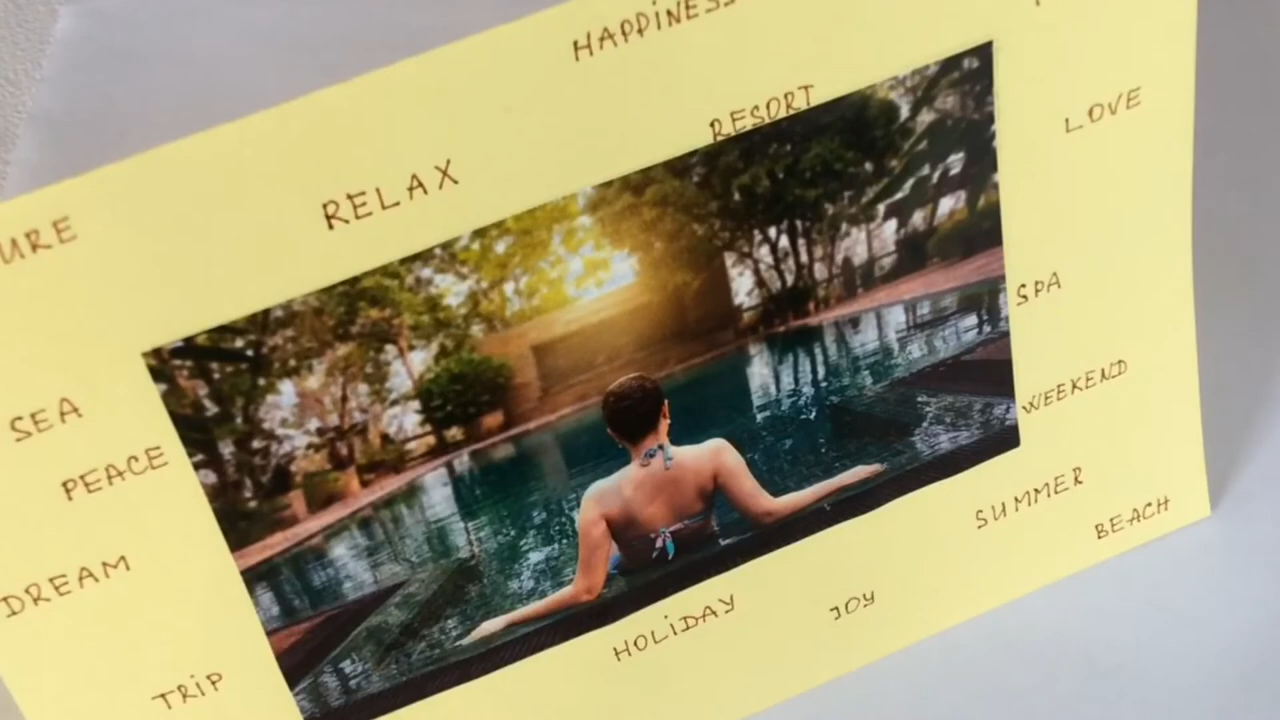 HAPPINESS
RESORT
LOVE
RELAX
URE
SPA
SEA
WEEKEND
PEACE
SUMMER
BEACH
DREAM
HOLIDAY
JOY
TRIP